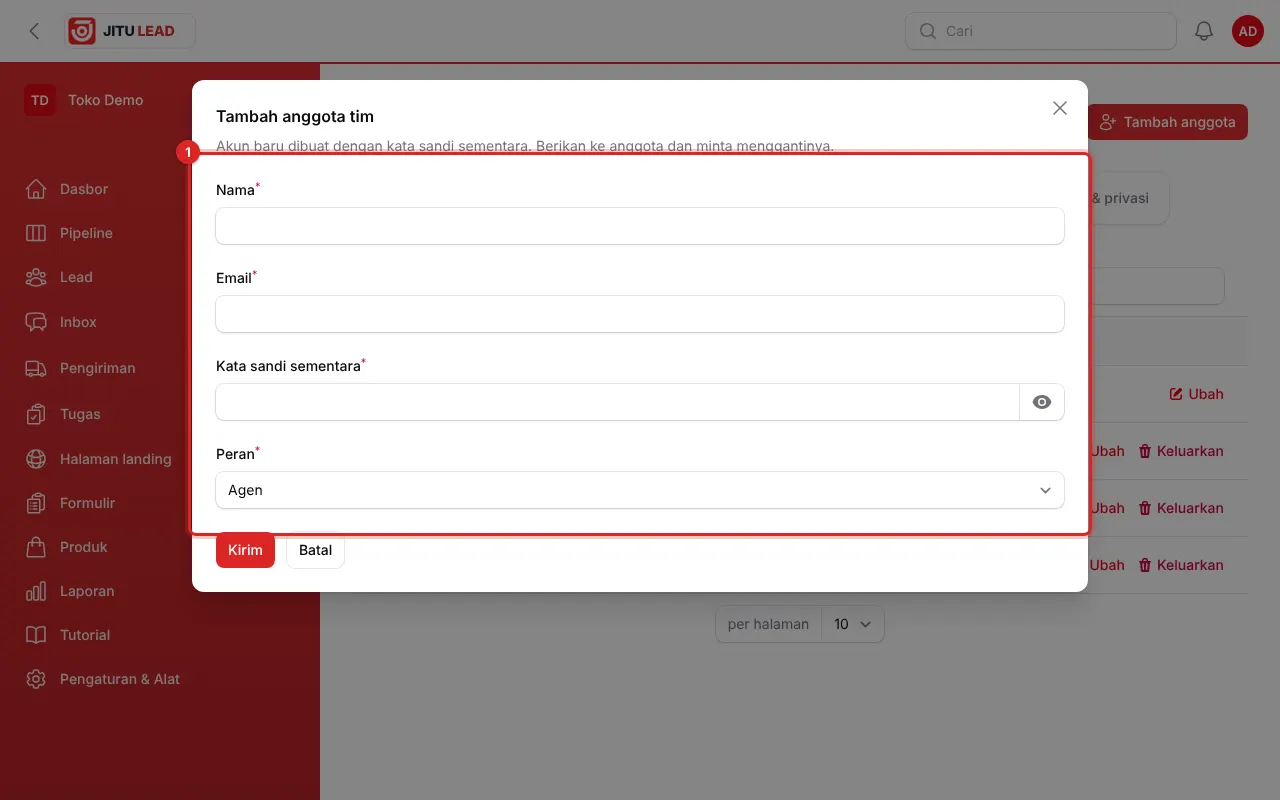 JITU LEAD
Cari
AD
TD
Toko Demo
Dasbor
Pipeline
Lead
Inbox
Pengiriman
Tugas
Halaman landing
Formulir
Produk
Laporan
Tutorial
Pengaturan & Alat
Tambah anggota
& privasi
Ubah
Ubah Keluarkan
Ubah Keluarkan
Ubah Keluarkan
per halaman 10
Tambah anggota tim
Akun baru dibuat dengan kata sandi sementara. Berikan ke anggota dan minta menggantinya.
1
Nama*
Email*
Kata sandi sementara*
Peran*
Agen
Kirim Batal